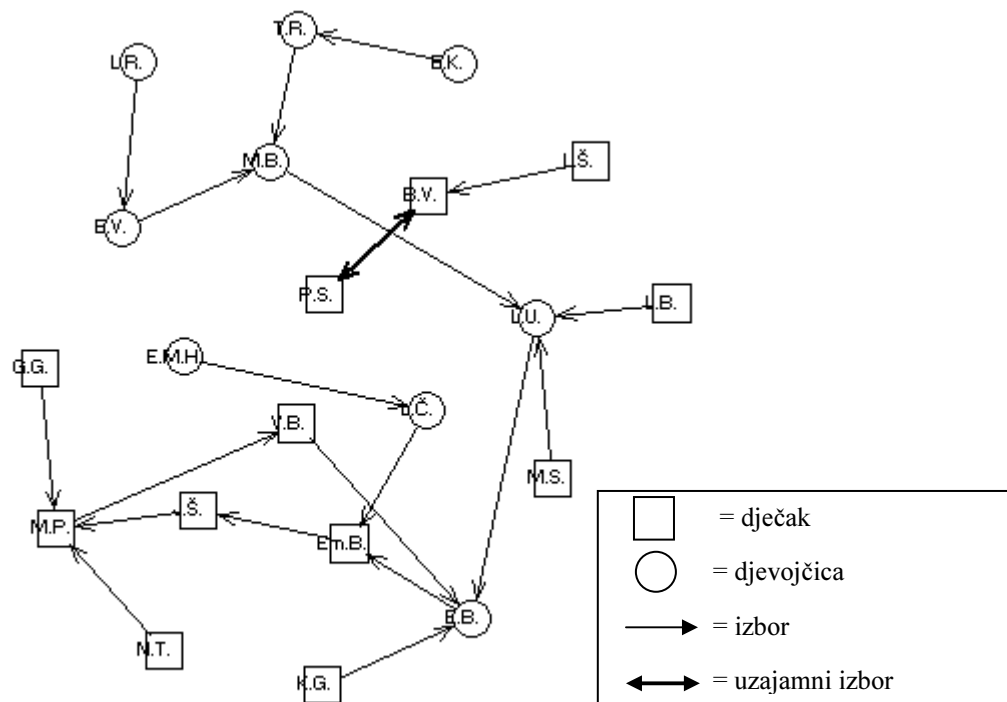 T.R.
L.R.
M.B.
B.V.
P.S.
L.B.
G.G.
E.M.H
M.S.
M.P.
Em.B.
N.T.
K.G.
= dječak
= djevojčica
= izbor
= uzajamni izbor